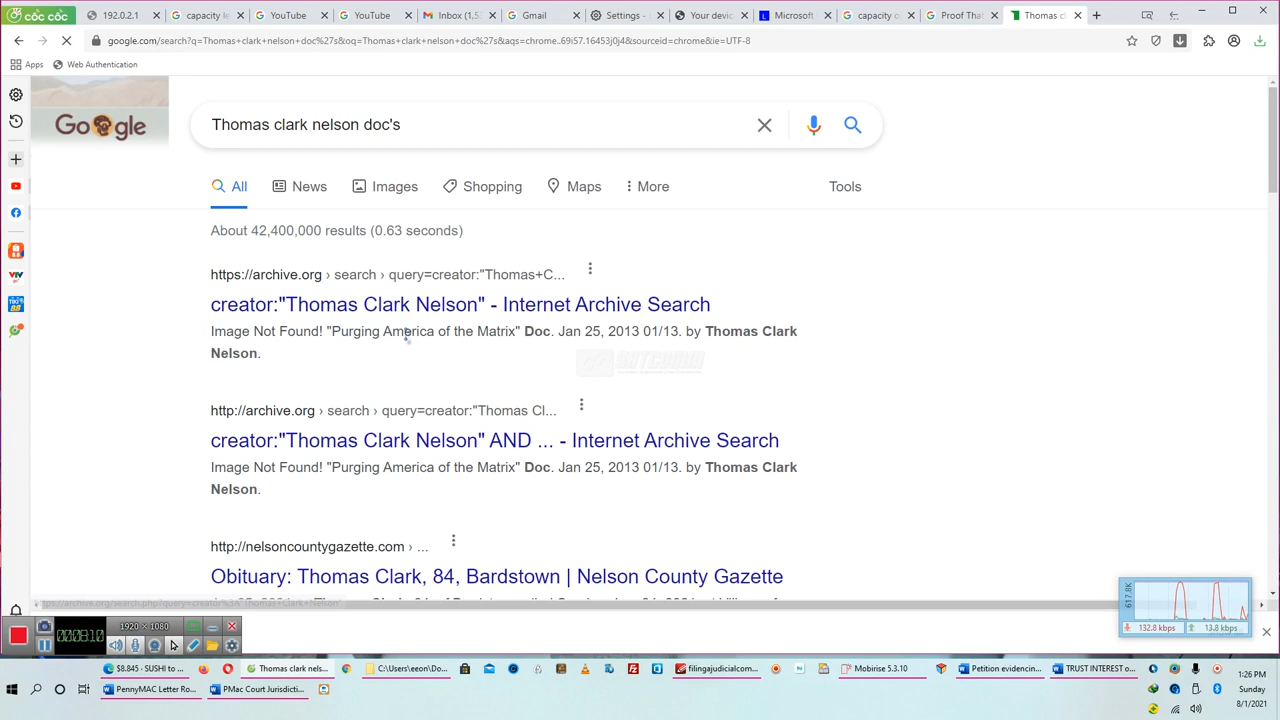 cốc cốc 192.0.2.1 capacity la YouTube YouTube Inbox (1,5 Gmail Settings - Your devic Microsoft capacity o Proof That Thomas c
google.com/search?q=Thomas+clark+nelson+doc%27s&oq=Thomas+clark+nelson+doc%27s&aqs=chrome..69i57.16453j0j4&sourceid=chrome&ie=UTF-8
Apps Web Authentication
Google
Thomas clark nelson doc's
All News Images Shopping Maps More Tools
About 42,400,000 results (0.63 seconds)
https://archive.org › search › query=creator:"Thomas+C...
creator:"Thomas Clark Nelson" - Internet Archive Search
Image Not Found! "Purging America of the Matrix" Doc. Jan 25, 2013 01/13. by Thomas Clark
Nelson.
http://archive.org › search › query=creator:"Thomas Cl...
creator:"Thomas Clark Nelson" AND ... - Internet Archive Search
Image Not Found! "Purging America of the Matrix" Doc. Jan 25, 2013 01/13. by Thomas Clark
Nelson.
http://nelsoncountygazette.com › ...
Obituary: Thomas Clark, 84, Bardstown | Nelson County Gazette
617.8K
132.8 kbps 13.8 kbps
1920 × 1080
$8.845 - SUSHI to ... Thomas clark nels... C:\Users\eeon\Do... filingajudicialcom... Mobirise 5.3.10 Petition evidencin... TRUST INTEREST o...
1:26 PM
PennyMAC Letter Ro... PMac Court Jurisdicti... Sunday
8/1/2021